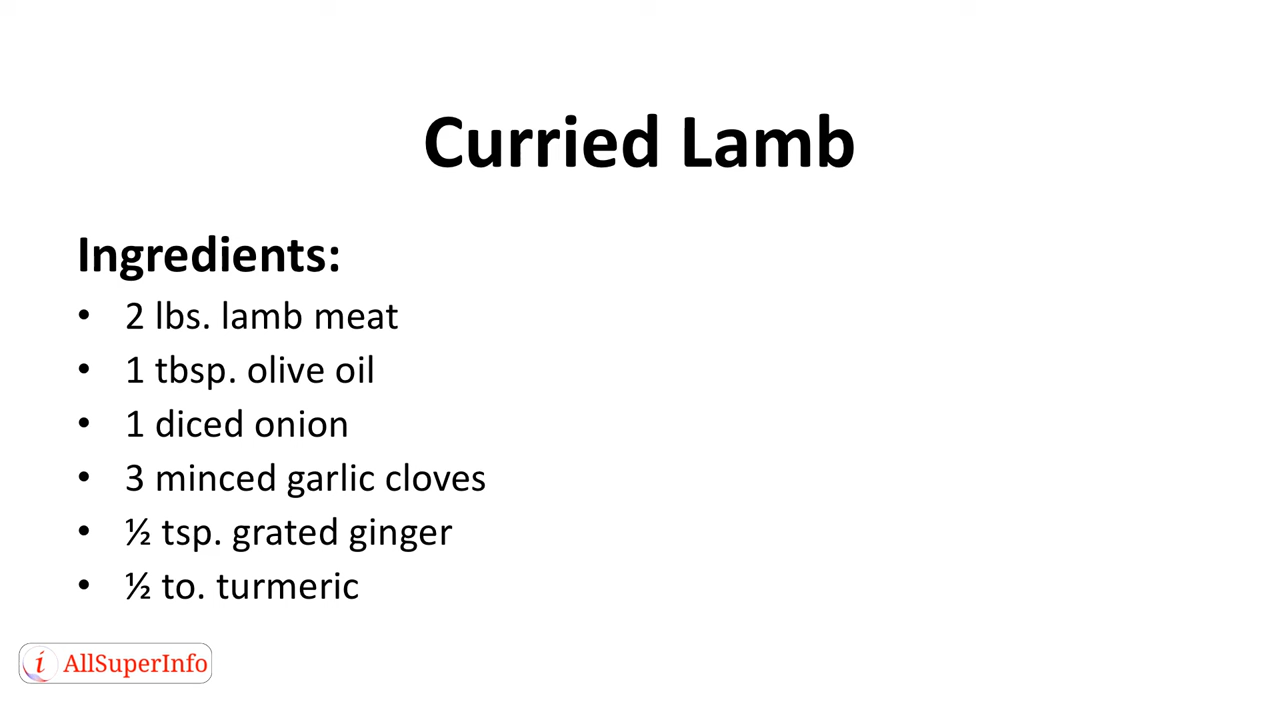 Curried Lamb
Ingredients:
• 2 lbs. lamb meat
• 1 tbsp. olive oil
• 1 diced onion
• 3 minced garlic cloves
• ½ tsp. grated ginger
• ½ to. turmeric
i AllSuperInfo